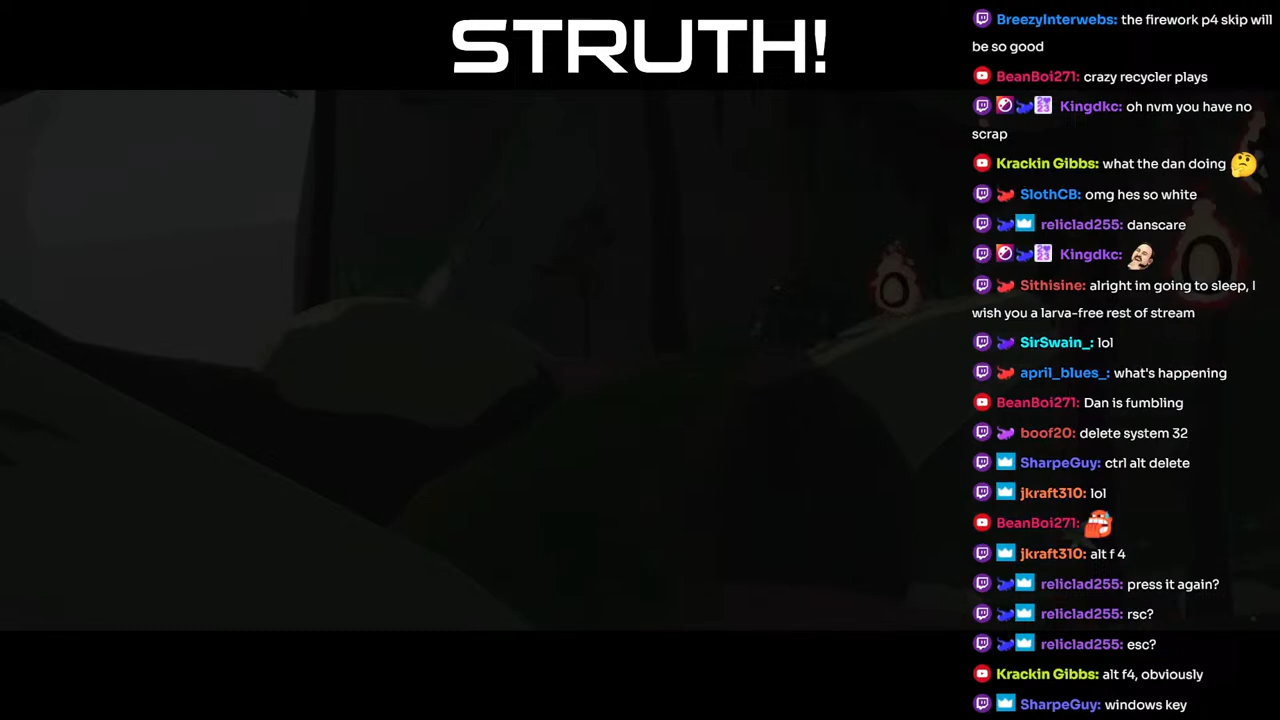 STRUTH!
BreezyInterwebs: the firework p4 skip will
be so good
BeanBoi271: crazy recycler plays
Kingdkc: oh nvm you have no
scrap
Krackin Gibbs: what the dan doing
SlothCB: omg hes so white
reliclad255: danscare
Kingdkc:
Sithisine: alright im going to sleep, I
wish you a larva-free rest of stream
SirSwain_: lol
april_blues_: what's happening
BeanBoi271: Dan is fumbling
boof20: delete system 32
SharpeGuy: ctrl alt delete
jkraft310: lol
BeanBoi271:
jkraft310: alt f 4
reliclad255: press it again?
reliclad255: rsc?
reliclad255: esc?
Krackin Gibbs: alt f4, obviously
SharpeGuy: windows key